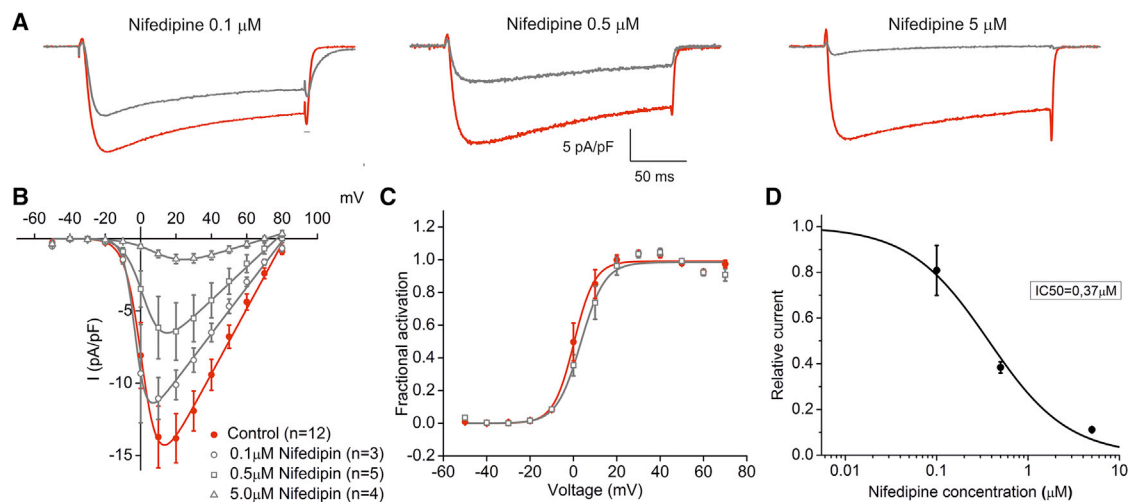 A
Nifedipine 0.1 μM
Nifedipine 0.5 μM
Nifedipine 5 μM
5 pA/pF
50 ms
B
mV
-60 -40 -20 0 20 40 60 80 100
-5
-10
-15
I (pA/pF)
Control (n=12)
0.1μM Nifedipin (n=3)
0.5μM Nifedipin (n=5)
5.0μM Nifedipin (n=4)
C
1.2
1.0
0.8
0.6
0.4
0.2
0.0
Fractional activation
-60 -40 -20 0 20 40 60 80
Voltage (mV)
D
1.0
0.8
0.6
0.4
0.2
0.0
Relative current
IC50=0,37μM
0.01 0.1 1 10
Nifedipine concentration (μM)